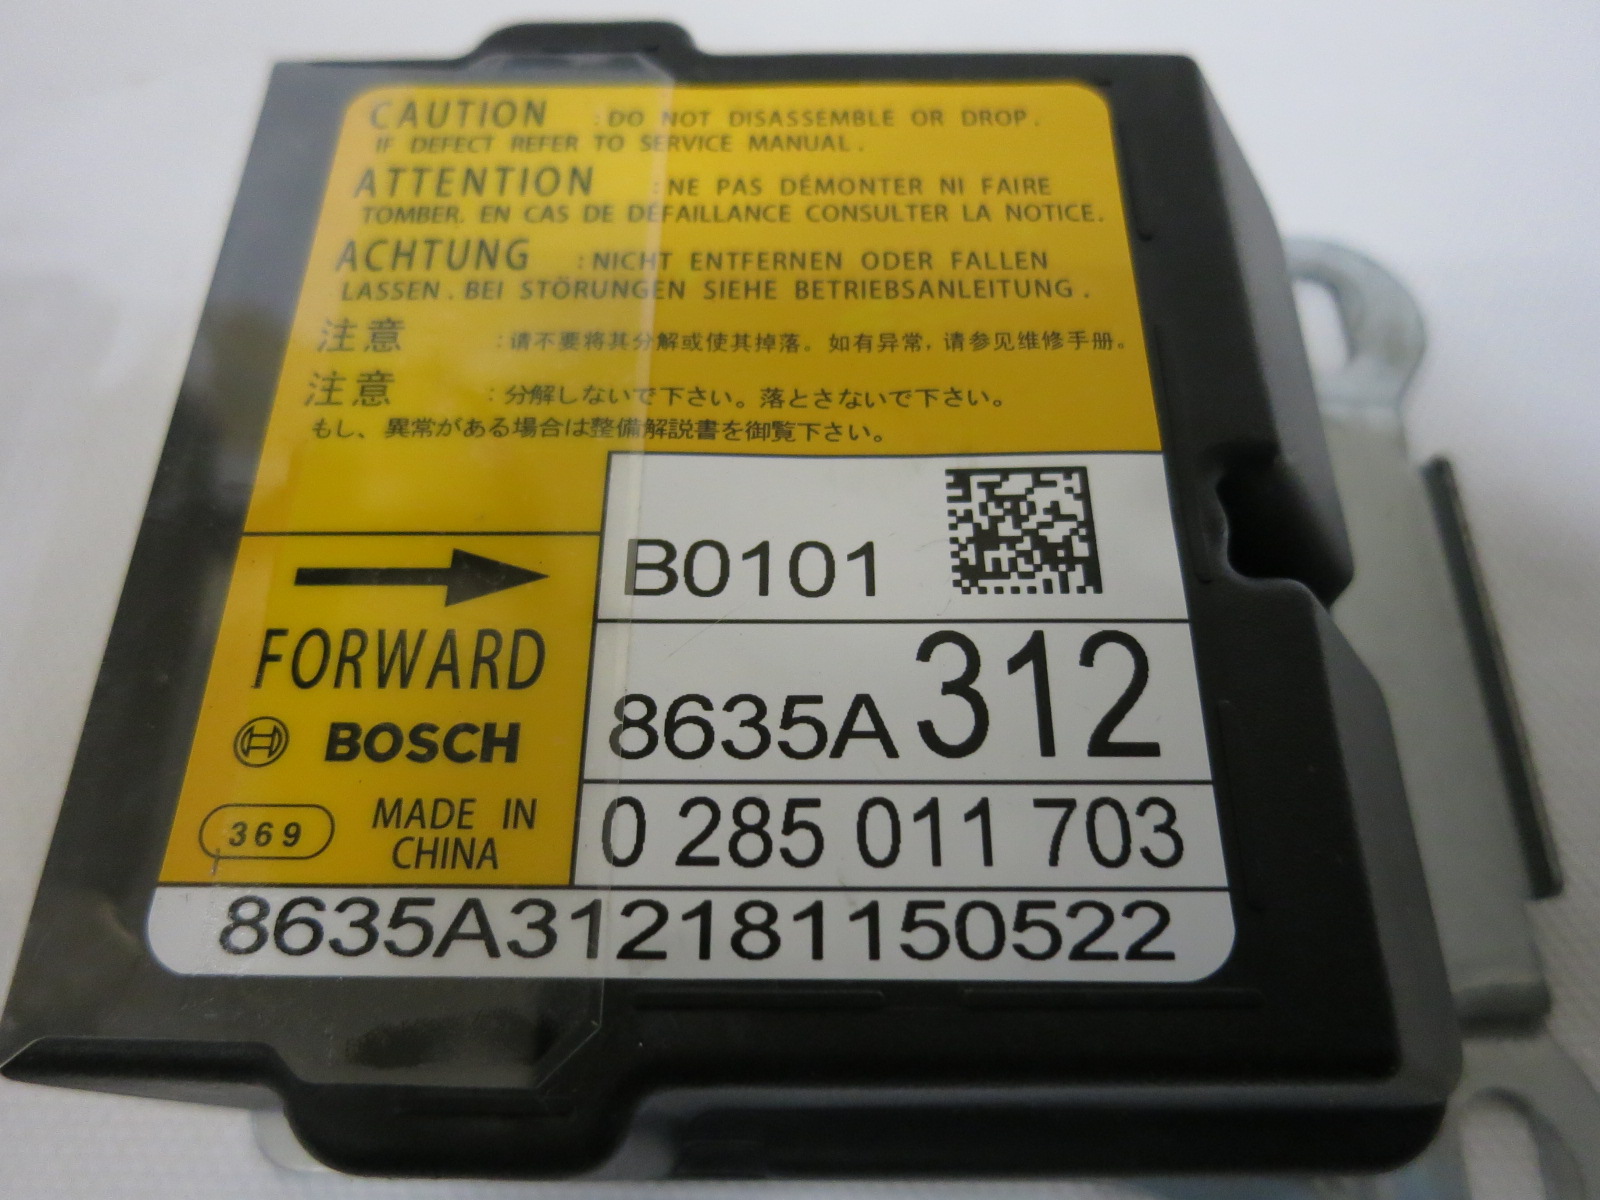 CAUTION : DO NOT DISASSEMBLE OR DROP.
IF DEFECT REFER TO SERVICE MANUAL.
ATTENTION : NE PAS DÉMONTER NI FAIRE
TOMBER. EN CAS DE DÉFAILLANCE CONSULTER LA NOTICE.
ACHTUNG : NICHT ENTFERNEN ODER FALLEN
LASSEN. BEI STÖRUNGEN SIEHE BETRIEBSANLEITUNG.
注意 : 请不要将其分解或使其掉落。如有异常，请参见维修手册。
注意 : 分解しないで下さい。落とさないで下さい。
もし、異常がある場合は整備解説書を御覧下さい。
B0101
FORWARD
8635A 312
BOSCH
369
MADE IN
CHINA
0 285 011 703
8635A312181150522